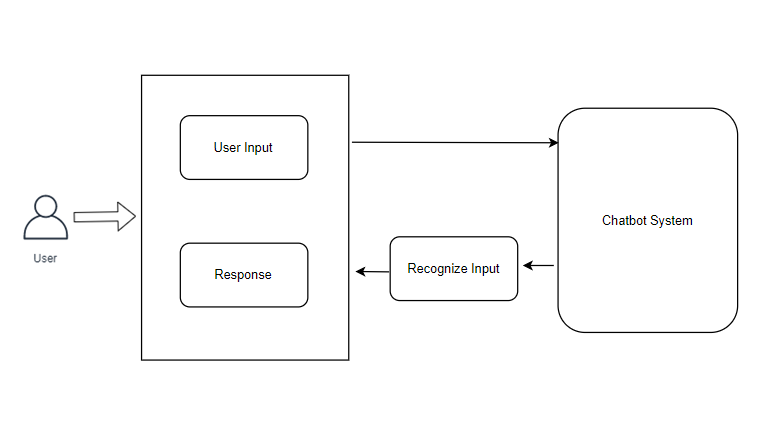 User Input
Chatbot System
User
Recognize Input
Response